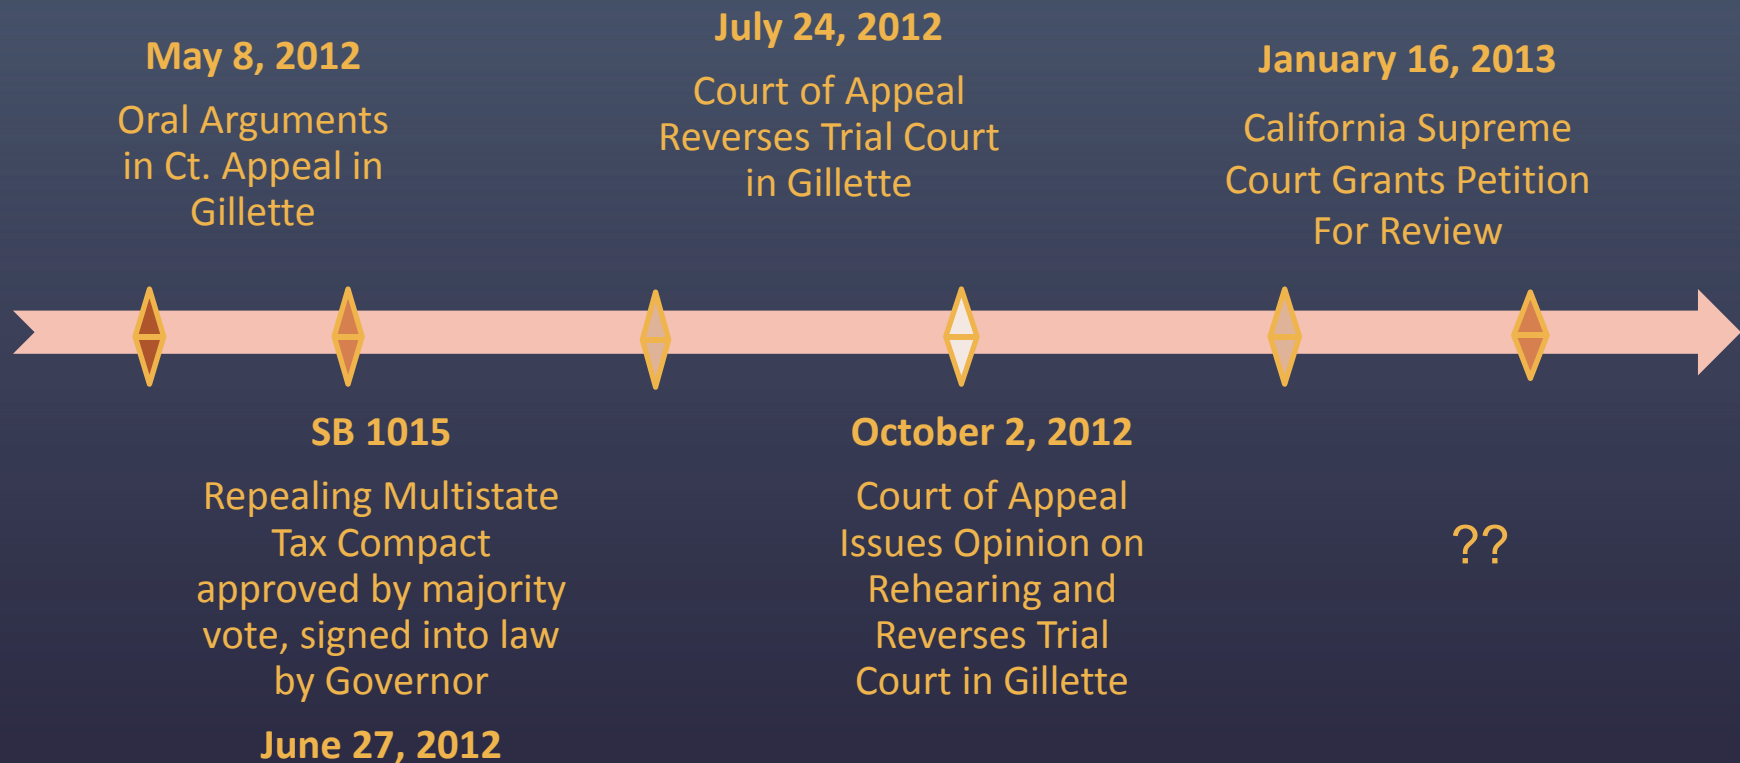 May 8, 2012
Oral Arguments
in Ct. Appeal in
Gillette
SB 1015
Repealing Multistate
Tax Compact
approved by majority
vote, signed into law
by Governor
June 27, 2012
July 24, 2012
Court of Appeal
Reverses Trial Court
in Gillette
October 2, 2012
Court of Appeal
Issues Opinion on
Rehearing and
Reverses Trial
Court in Gillette
January 16, 2013
California Supreme
Court Grants Petition
For Review
??